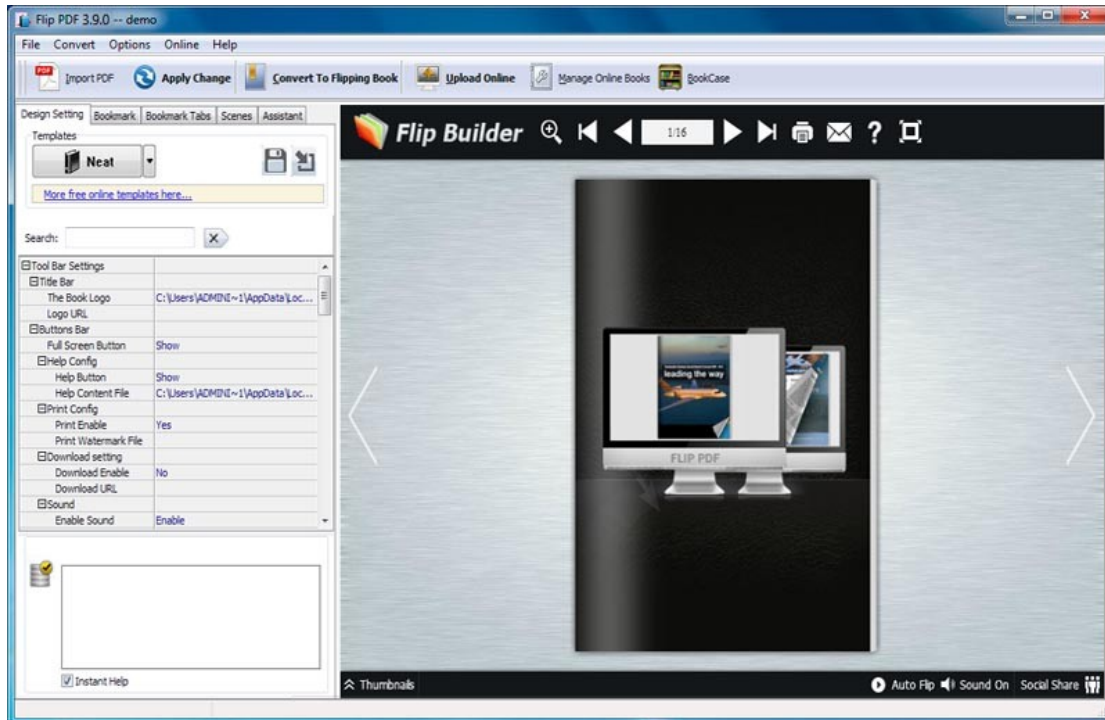 Flip PDF 3.9.0 -- demo
File Convert Options Online Help
Import PDF Apply Change Convert To Flipping Book Upload Online Manage Online Books BookCase
Design Setting Bookmark Bookmark Tabs Scenes Assistant
Templates
Neat
More free online templates here...
Search:
Tool Bar Settings
Title Bar
The Book Logo C:\Users\ADMINI~1\AppData\Loc...
Logo URL
Buttons Bar
Full Screen Button Show
Help Config
Help Button Show
Help Content File C:\Users\ADMINI~1\AppData\Loc...
Print Config
Print Enable Yes
Print Watermark File
Download setting
Download Enable No
Download URL
Sound
Enable Sound Enable
Instant Help
Flip Builder 1/16 ?
leading the way
FLIP PDF
Thumbnails Auto Flip Sound On Social Share